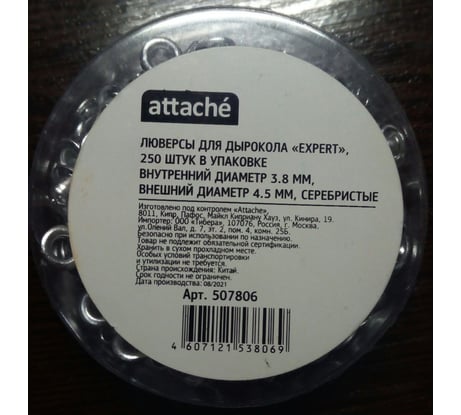 attaché
ЛЮВЕРСЫ ДЛЯ ДЫРОКОЛА «EXPERT»,
250 ШТУК В УПАКОВКЕ
ВНУТРЕННИЙ ДИАМЕТР 3.8 ММ,
ВНЕШНИЙ ДИАМЕТР 4.5 ММ, СЕРЕБРИСТЫЕ
Изготовлено под контролем «Attache»,
8011, Кипр, Пафос, Майкл Киприану Хауз, ул. Кинира, 19.
Импортер: ООО «Гибера», 107076, Россия, г. Москва,
ул.Олений Вал, д. 7, эт. 2, пом. 4, комн. 25Б.
Безопасно при использовании по назначению.
Товар не подлежит обязательной сертификации.
Хранить в сухом прохладном месте.
Особых условий транспортировки
и утилизации не требуется.
Страна происхождения: Китай.
Срок годности не ограничен.
Дата производства: 08/2021
Арт. 507806
4 607121 538069